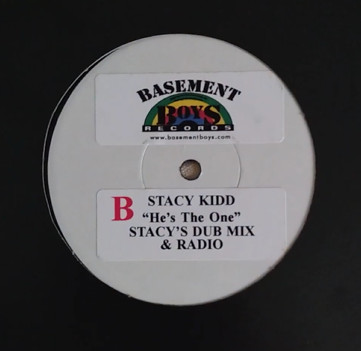 BASEMENT
BOYS
RECORDS
www.basementboys.com
B
STACY KIDD
"He's The One"
STACY'S DUB MIX
& RADIO